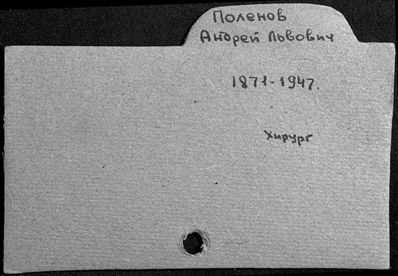 Поленов
Андрей Львович
1871-1947.
хирург